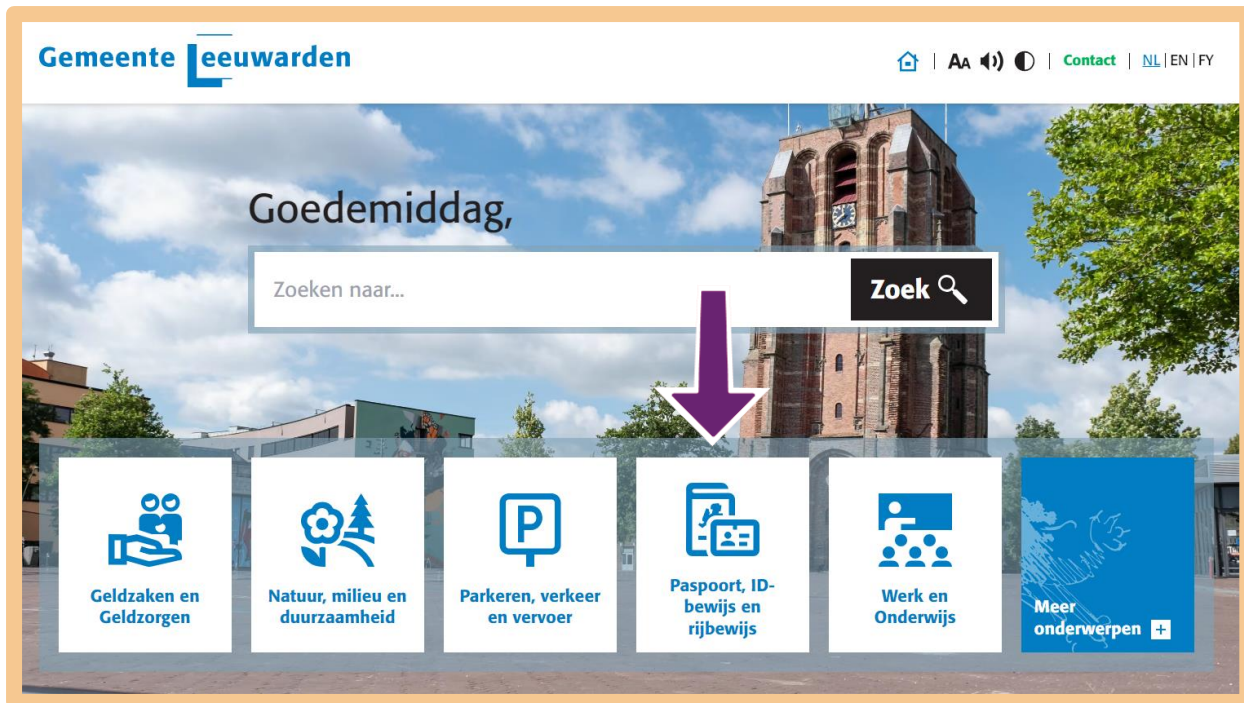 Gemeente Leeuwarden
AA | Contact | NL | EN | FY
Goedemiddag,
Zoeken naar...
Zoek
Geldzaken en
Geldzorgen
Natuur, milieu en
duurzaamheid
P
Parkeren, verkeer
en vervoer
Paspoort, ID-
bewijs en
rijbewijs
Werk en
Onderwijs
Meer
onderwerpen +